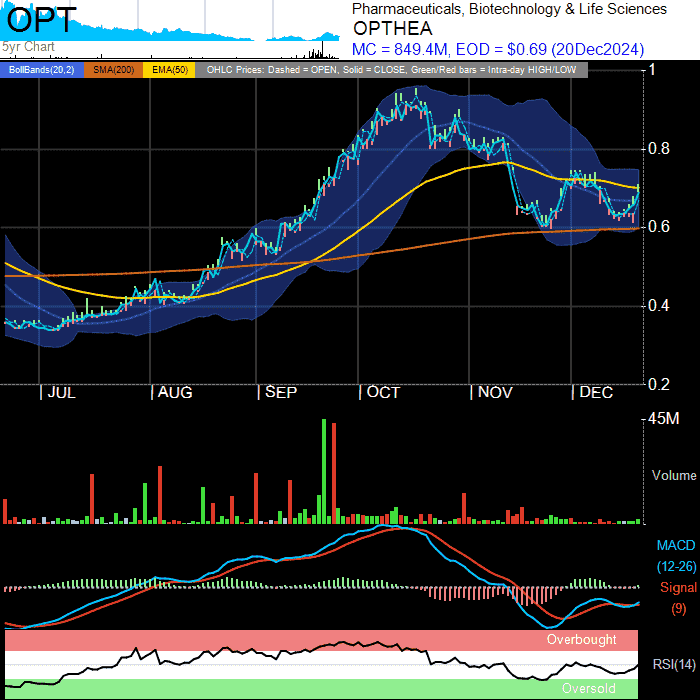 OPT
Pharmaceuticals, Biotechnology & Life Sciences
OPTHEA
5yr Chart
MC = 849.4M, EOD = $0.69 (20Dec2024)
BollBands(20,2) SMA(200) EMA(50) OHLC Prices: Dashed = OPEN, Solid = CLOSE, Green/Red bars = Intra-day HIGH/LOW
1
0.8
0.6
0.4
0.2
JUL AUG SEP OCT NOV DEC
45M
Volume
MACD
(12-26)
Signal
(9)
Overbought
RSI(14)
Oversold